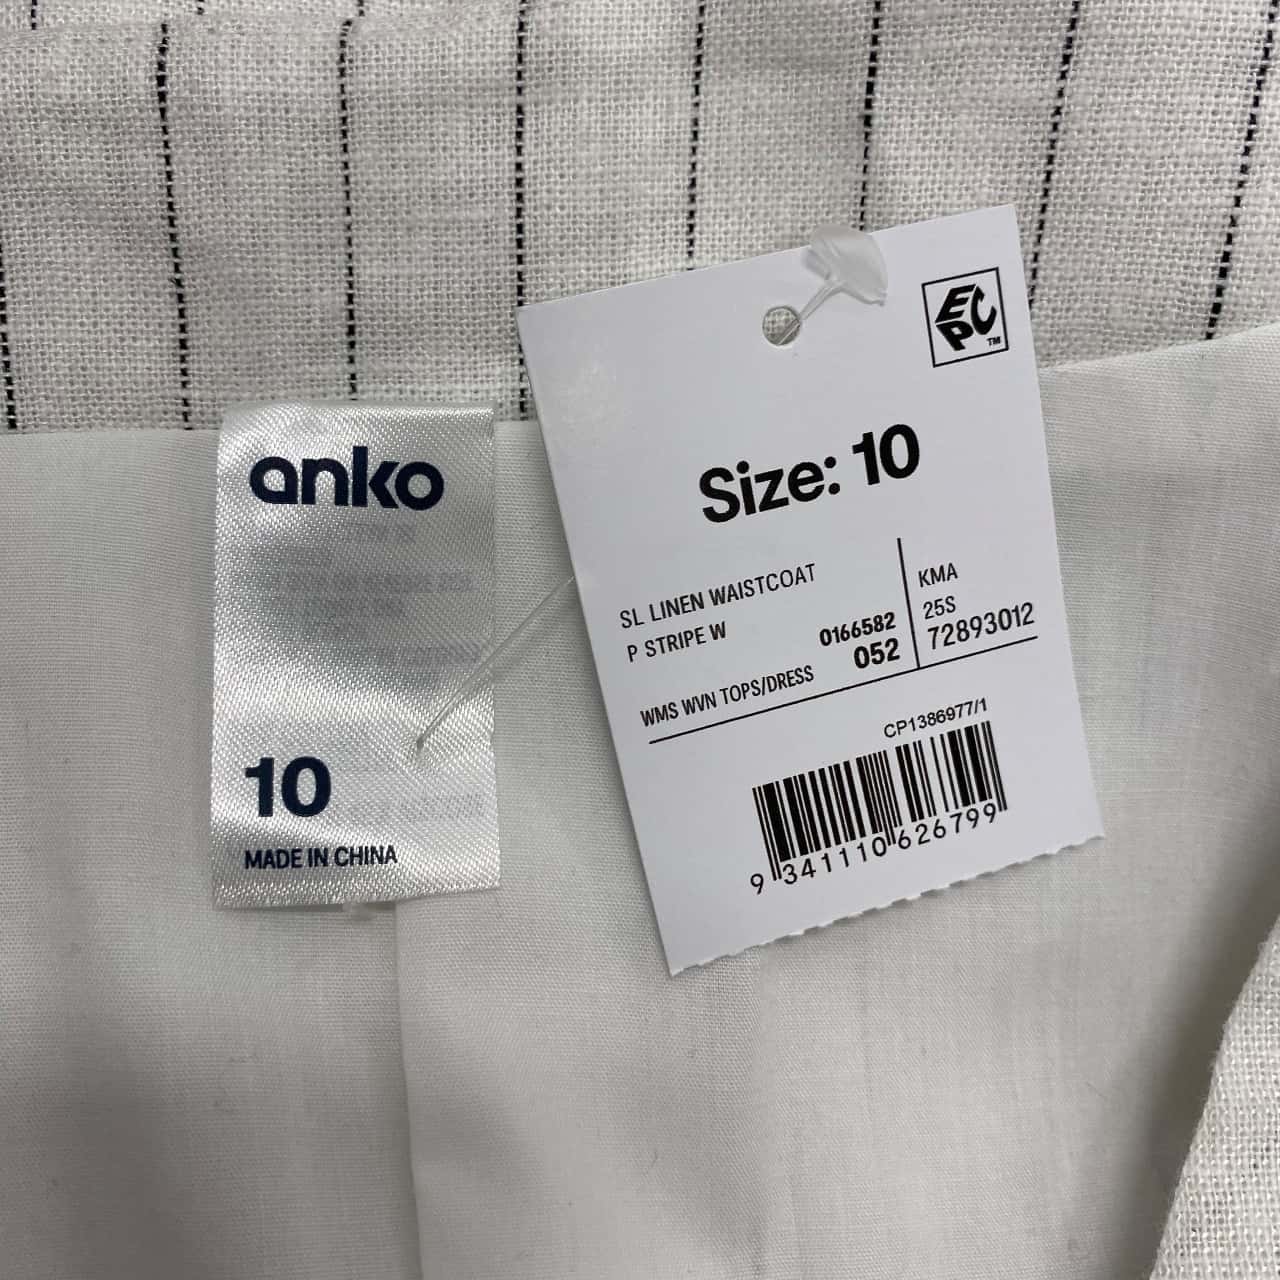 anko
10
MADE IN CHINA
EPC
TM
Size: 10
SL LINEN WAISTCOAT
P STRIPE W
0166582
WMS WVN TOPS/DRESS
052
KMA
25S
72893012
CP1386977/1
9 341110 626799